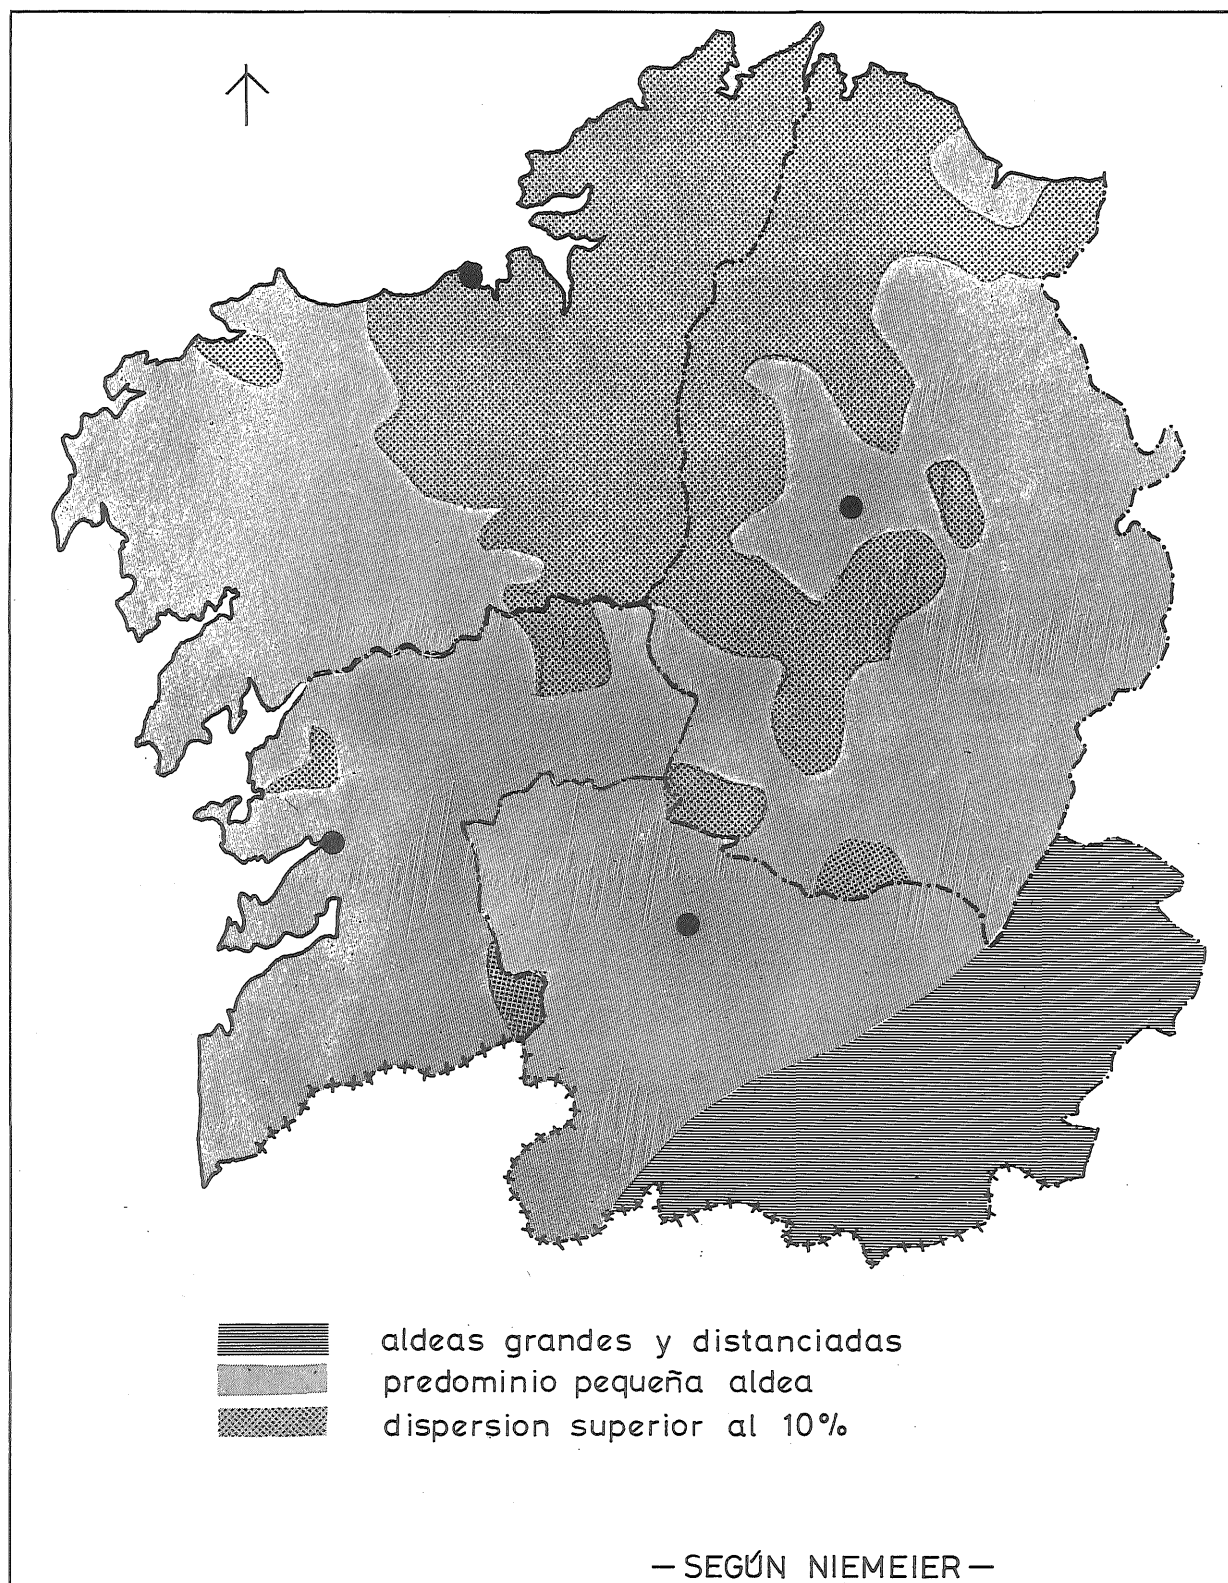 aldeas grandes y distanciadas
predominio pequeña aldea
dispersion superior al 10%
— SEGÚN NIEMEIER —